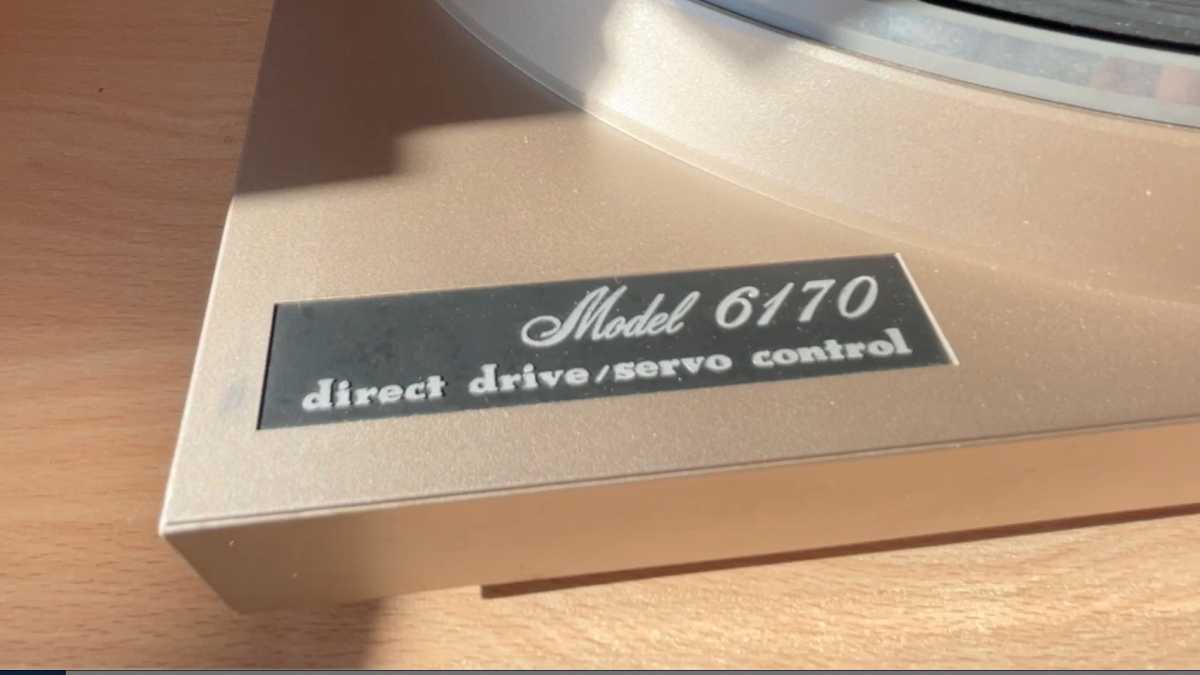 Model 6170
direct drive/servo control